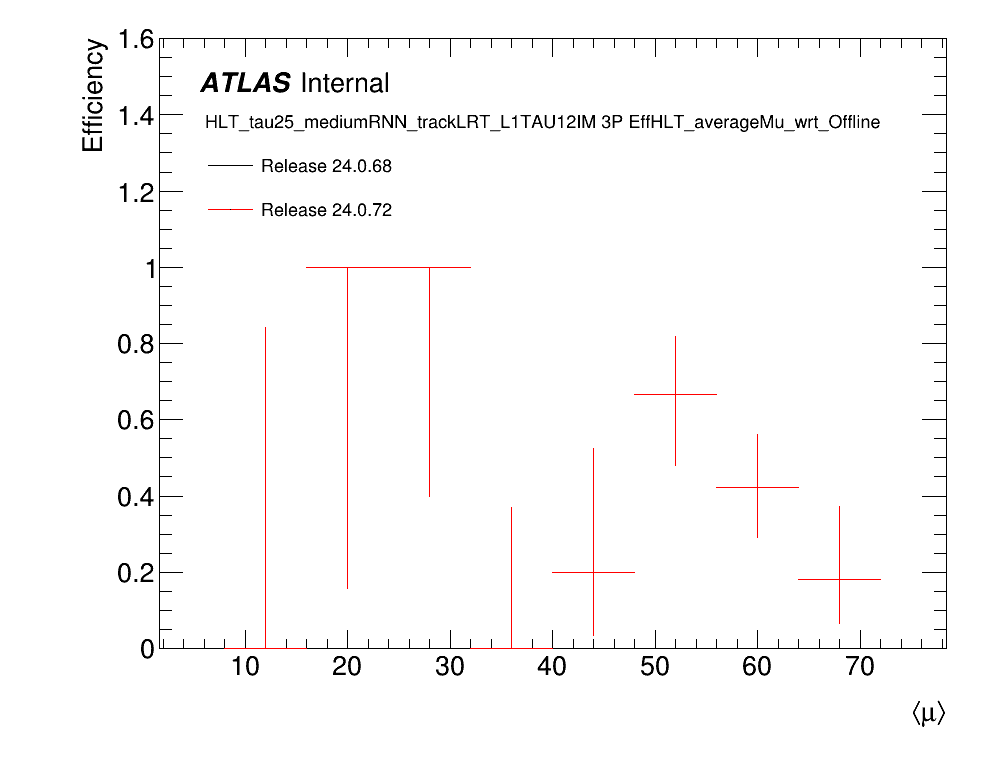 Efficiency
1.6
1.4
1.2
1
0.8
0.6
0.4
0.2
0
ATLAS Internal
HLT_tau25_mediumRNN_trackLRT_L1TAU12IM 3P EffHLT_averageMu_wrt_Offline
Release 24.0.68
Release 24.0.72
10 20 30 40 50 60 70
⟨μ⟩